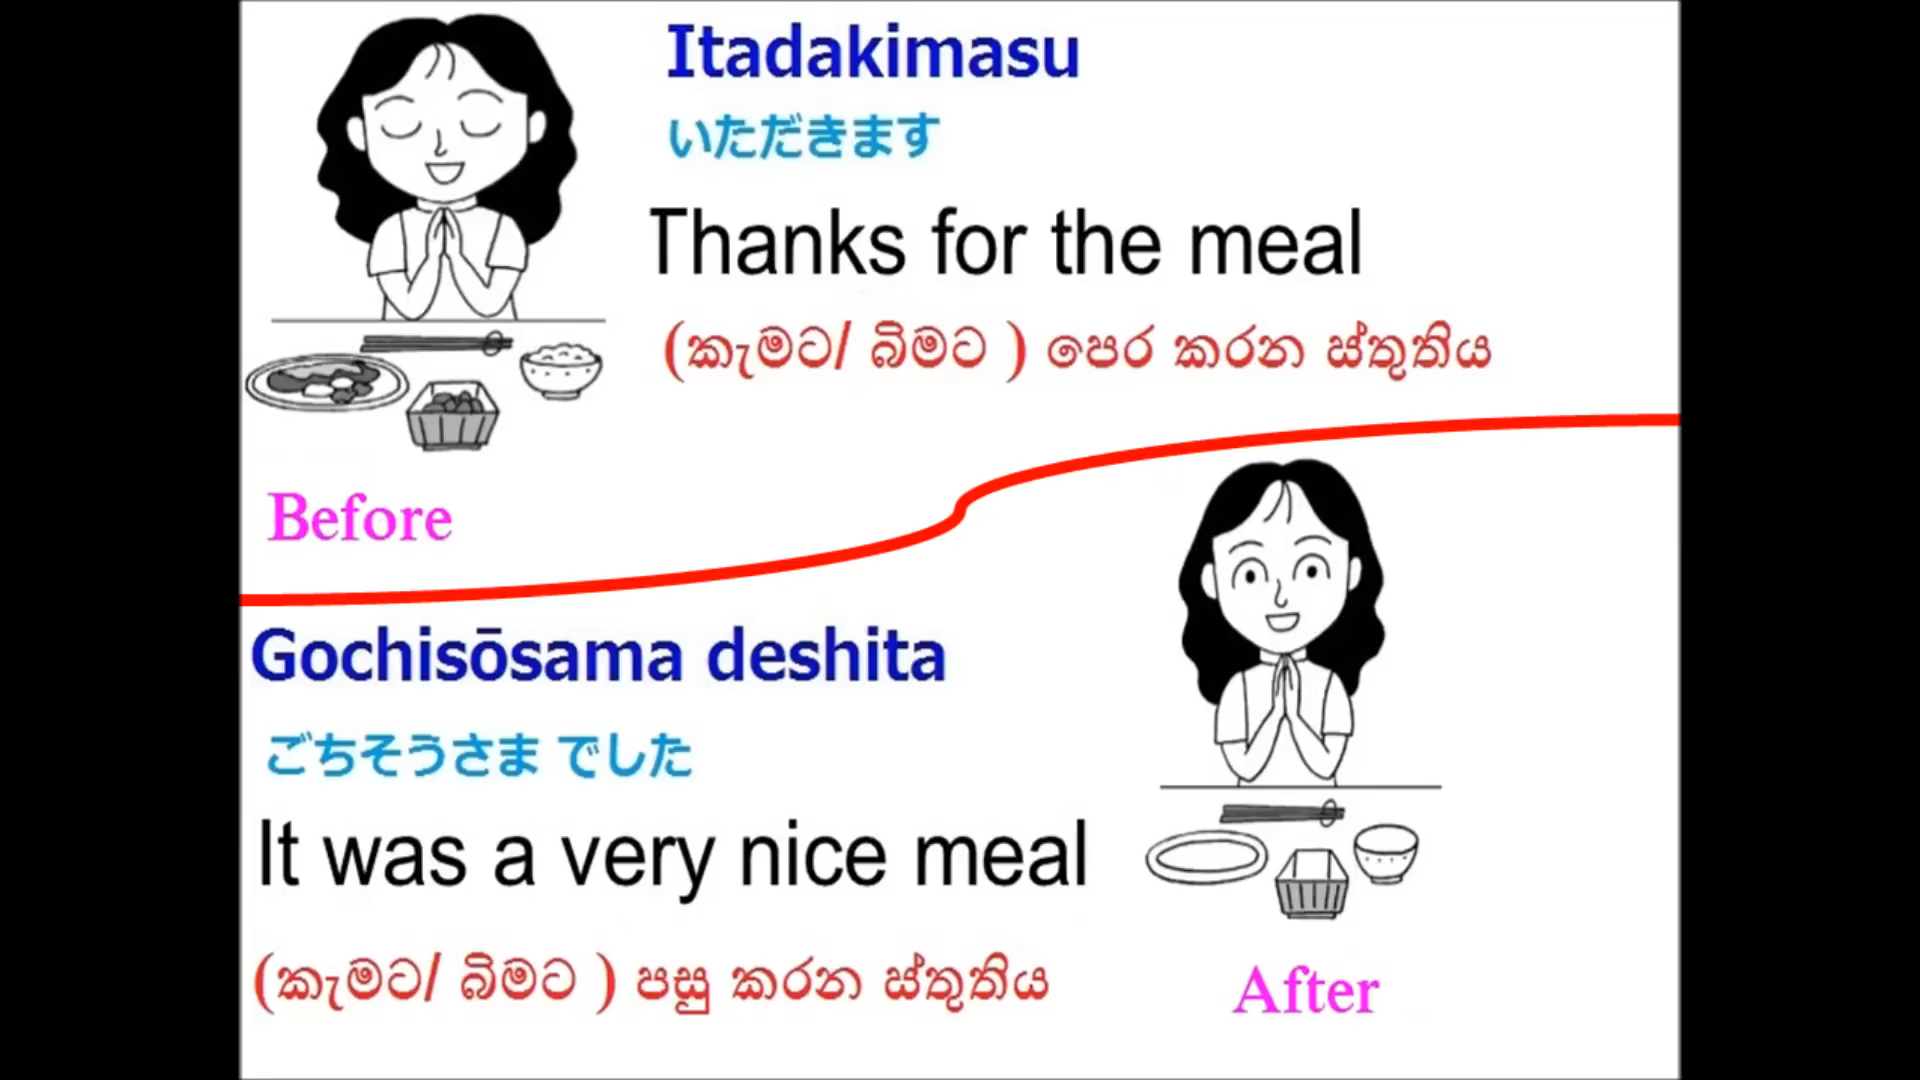 Itadakimasu
いただきます
Thanks for the meal
(කැමට/ බීමට ) පෙර කරන ස්තුතිය
Before
Gochisōsama deshita
ごちそうさま でした
It was a very nice meal
(කැමට/ බිමට ) පසු කරන ස්තුතිය
After